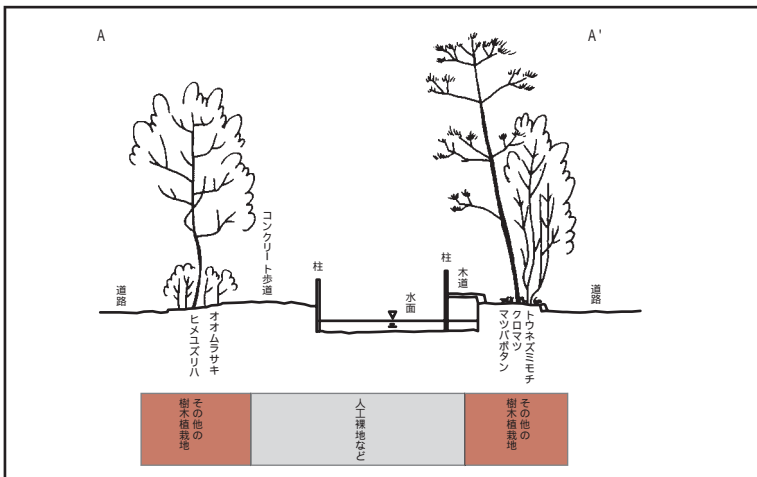 A
A'
道路
コンクリート歩道
柱
水面
柱
木道
道路
オオムラサキ
ヒメユズリハ
トウネズミモチ
クロマツ
マツバボタン
その他の
樹木植栽地
人工裸地など
その他の
樹木植栽地